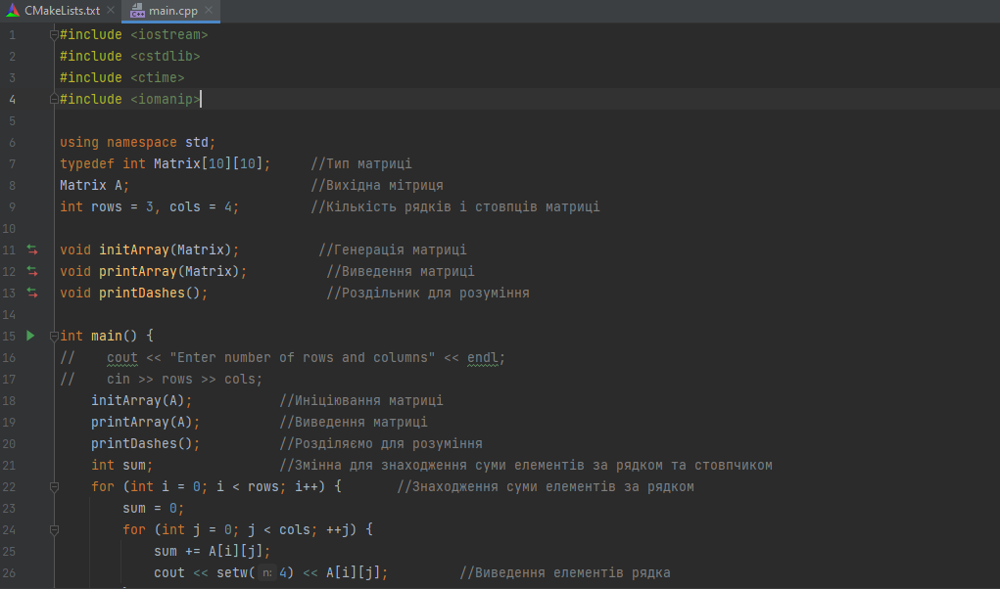 CMakeLists.txt main.cpp
1 #include <iostream>
2 #include <cstdlib>
3 #include <ctime>
4 #include <iomanip>
5
6 using namespace std;
7 typedef int Matrix[10][10]; //Тип матриці
8 Matrix A; //Вихідна мітриця
9 int rows = 3, cols = 4; //Кількість рядків і стовпців матриці
10
11 void initArray(Matrix); //Генерація матриці
12 void printArray(Matrix); //Виведення матриці
13 void printDashes(); //Роздільник для розуміння
14
15 int main() {
16 // cout << "Enter number of rows and columns" << endl;
17 // cin >> rows >> cols;
18 initArray(A); //Ініціювання матриці
19 printArray(A); //Виведення матриці
20 printDashes(); //Розділяємо для розуміння
21 int sum; //Змінна для знаходження суми елементів за рядком та стовпчиком
22 for (int i = 0; i < rows; i++) { //Знаходження суми елементів за рядком
23 sum = 0;
24 for (int j = 0; j < cols; ++j) {
25 sum += A[i][j];
26 cout << setw( n: 4) << A[i][j]; //Виведення елементів рядка